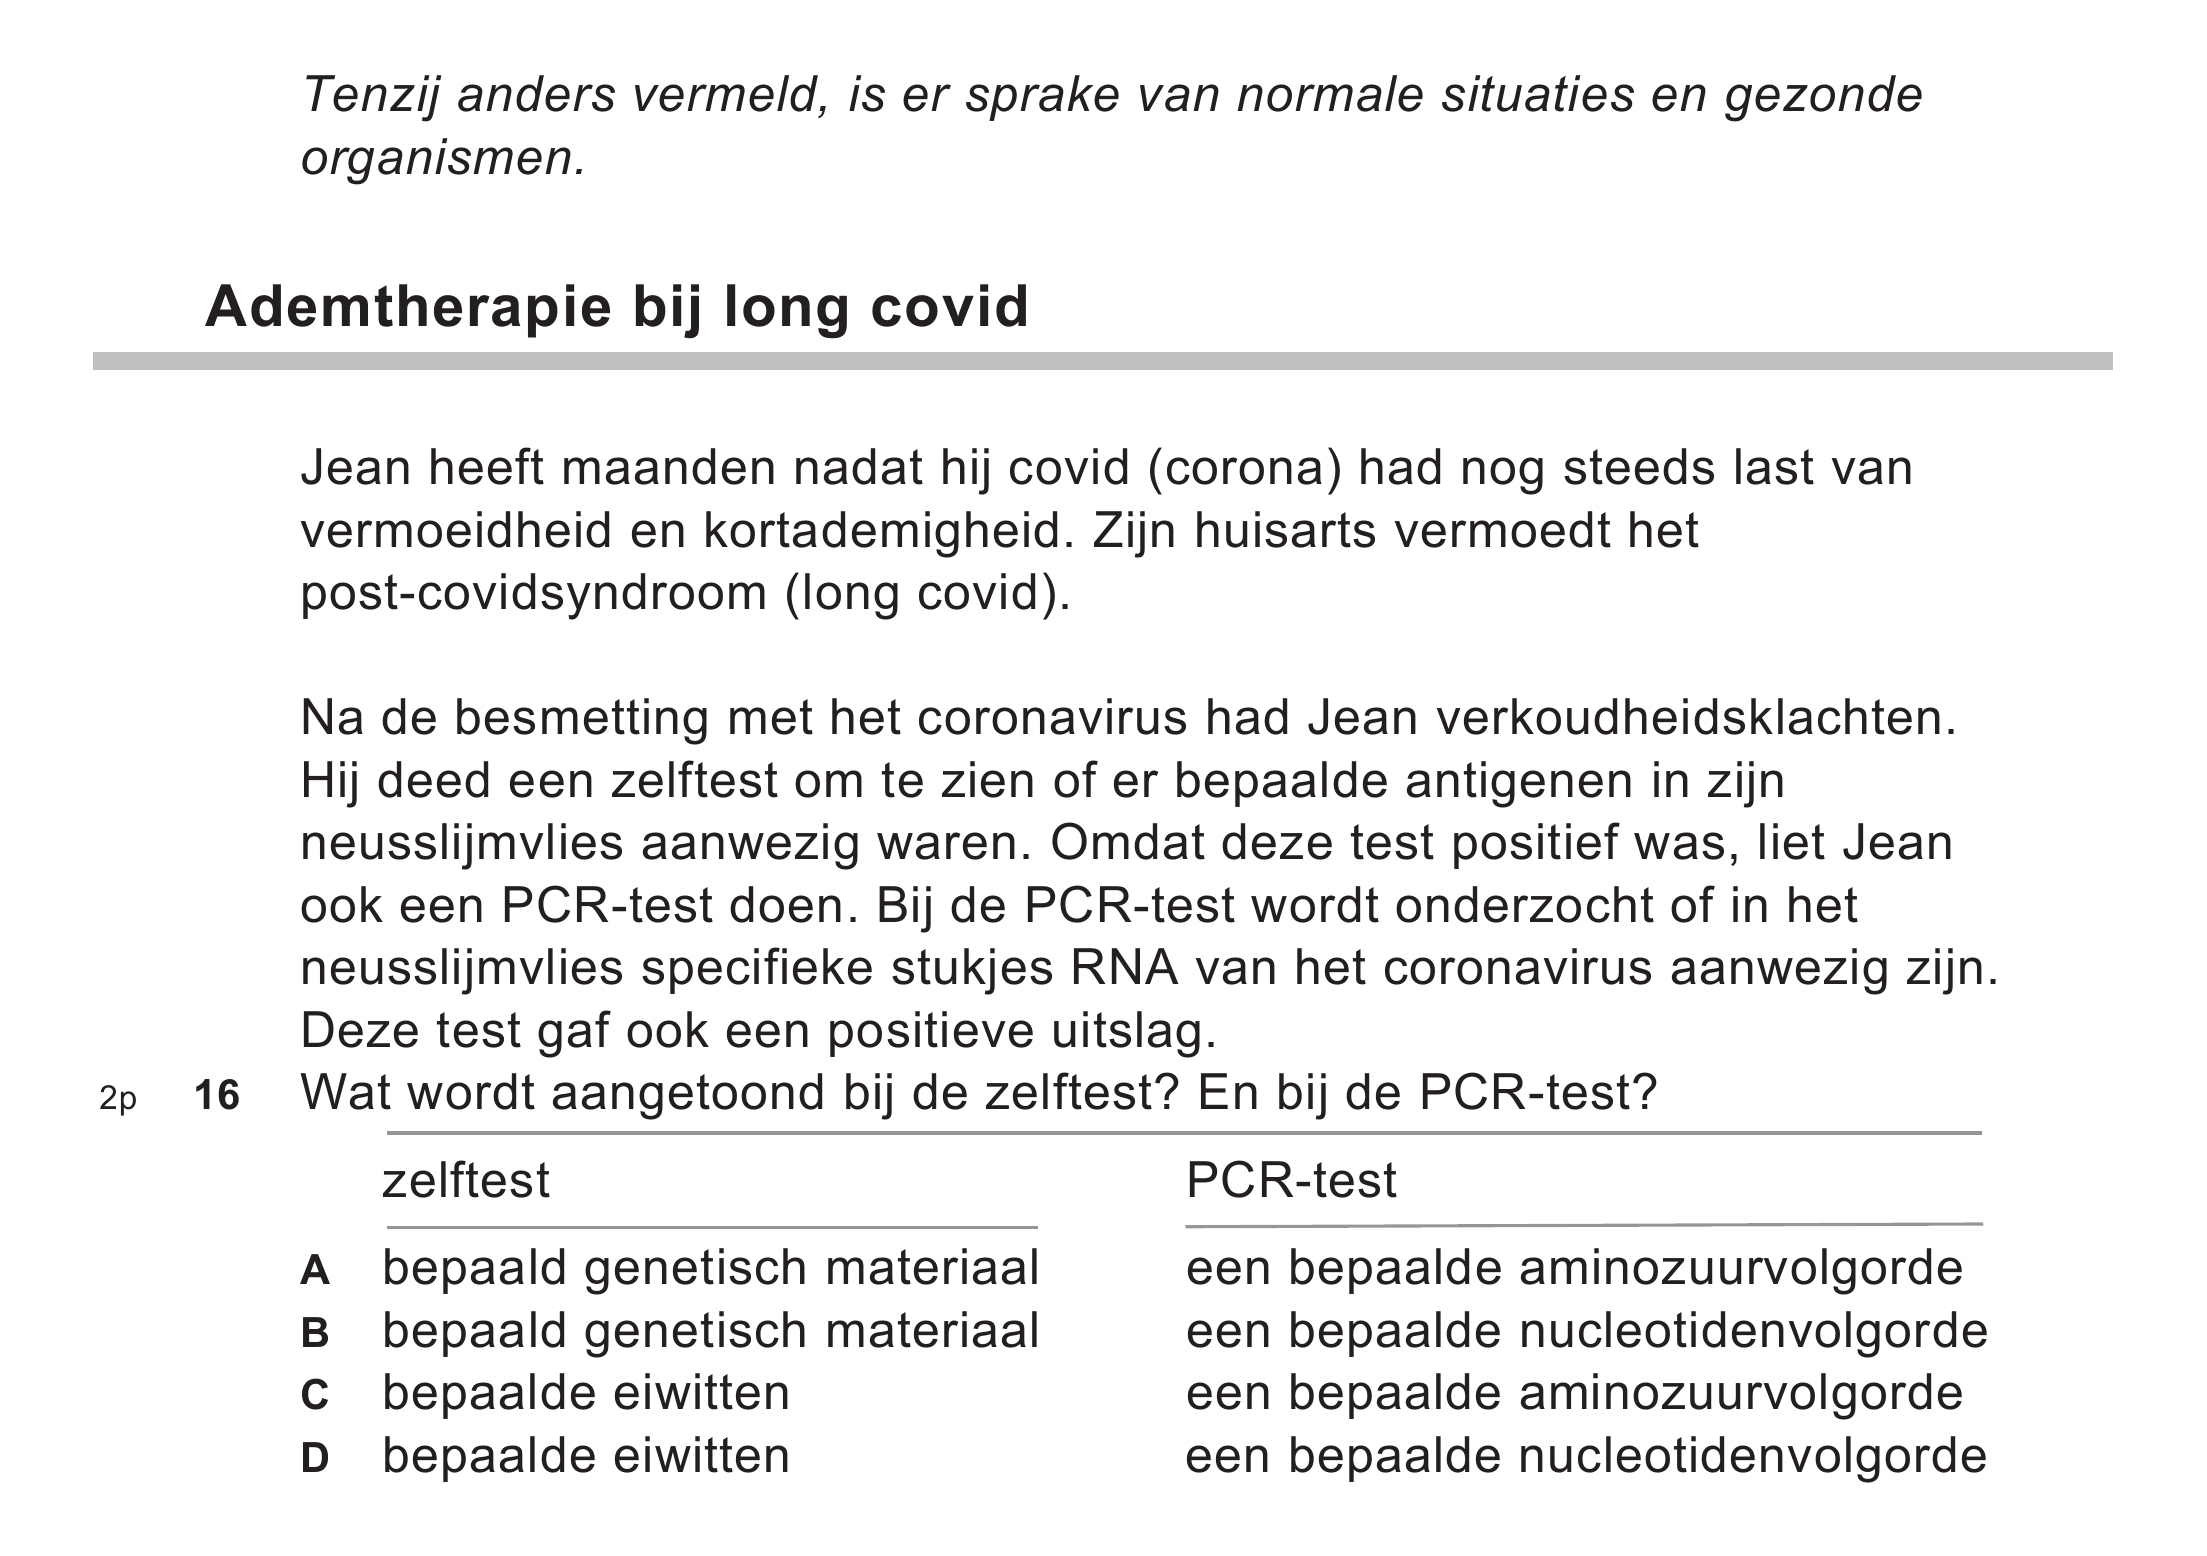 Tenzij anders vermeld, is er sprake van normale situaties en gezonde
organismen.
Ademtherapie bij long covid
Jean heeft maanden nadat hij covid (corona) had nog steeds last van
vermoeidheid en kortademigheid. Zijn huisarts vermoedt het
post-covidsyndroom (long covid).
Na de besmetting met het coronavirus had Jean verkoudheidsklachten.
Hij deed een zelftest om te zien of er bepaalde antigenen in zijn
neusslijmvlies aanwezig waren. Omdat deze test positief was, liet Jean
ook een PCR-test doen. Bij de PCR-test wordt onderzocht of in het
neusslijmvlies specifieke stukjes RNA van het coronavirus aanwezig zijn.
Deze test gaf ook een positieve uitslag.
2p 16 Wat wordt aangetoond bij de zelftest? En bij de PCR-test?
zelftest PCR-test
A bepaald genetisch materiaal een bepaalde aminozuurvolgorde
B bepaald genetisch materiaal een bepaalde nucleotidenvolgorde
C bepaalde eiwitten een bepaalde aminozuurvolgorde
D bepaalde eiwitten een bepaalde nucleotidenvolgorde